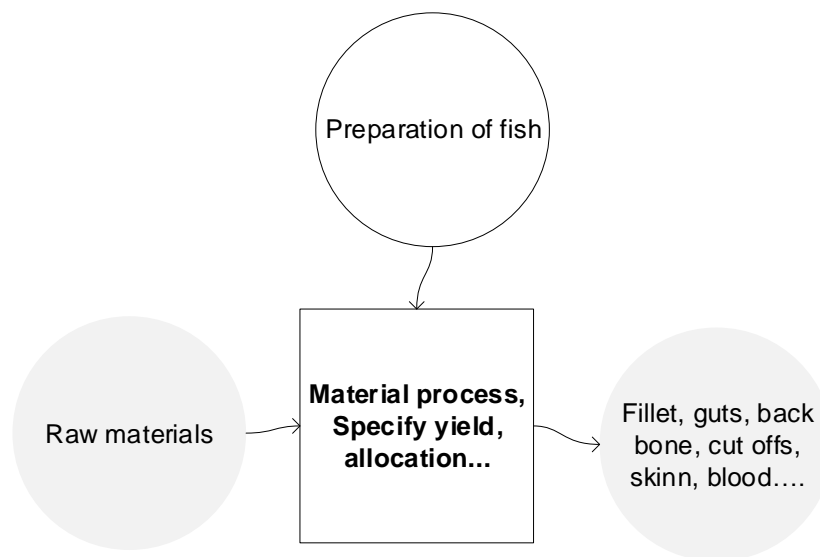 Preparation of fish
Raw materials
Material process,
Specify yield,
allocation...
Fillet, guts, back
bone, cut offs,
skinn, blood….